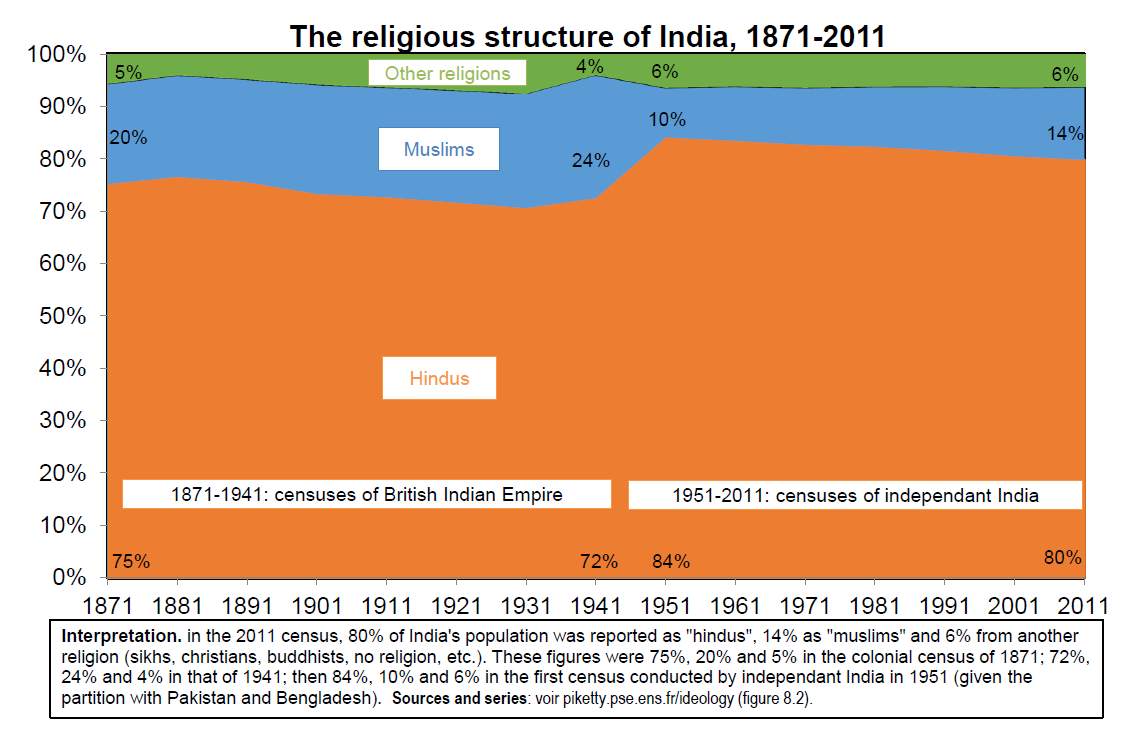 The religious structure of India, 1871-2011
100%
90%
80%
70%
60%
50%
40%
30%
20%
10%
0%
5%
Other religions
4%
6%
6%
20%
Muslims
24%
10%
14%
Hindus
1871-1941: censuses of British Indian Empire
1951-2011: censuses of independant India
75%
72%
84%
80%
1871 1881 1891 1901 1911 1921 1931 1941 1951 1961 1971 1981 1991 2001 2011
Interpretation. in the 2011 census, 80% of India's population was reported as "hindus", 14% as "muslims" and 6% from another
religion (sikhs, christians, buddhists, no religion, etc.). These figures were 75%, 20% and 5% in the colonial census of 1871; 72%,
24% and 4% in that of 1941; then 84%, 10% and 6% in the first census conducted by independant India in 1951 (given the
partition with Pakistan and Bengladesh). Sources and series: voir piketty.pse.ens.fr/ideology (figure 8.2).